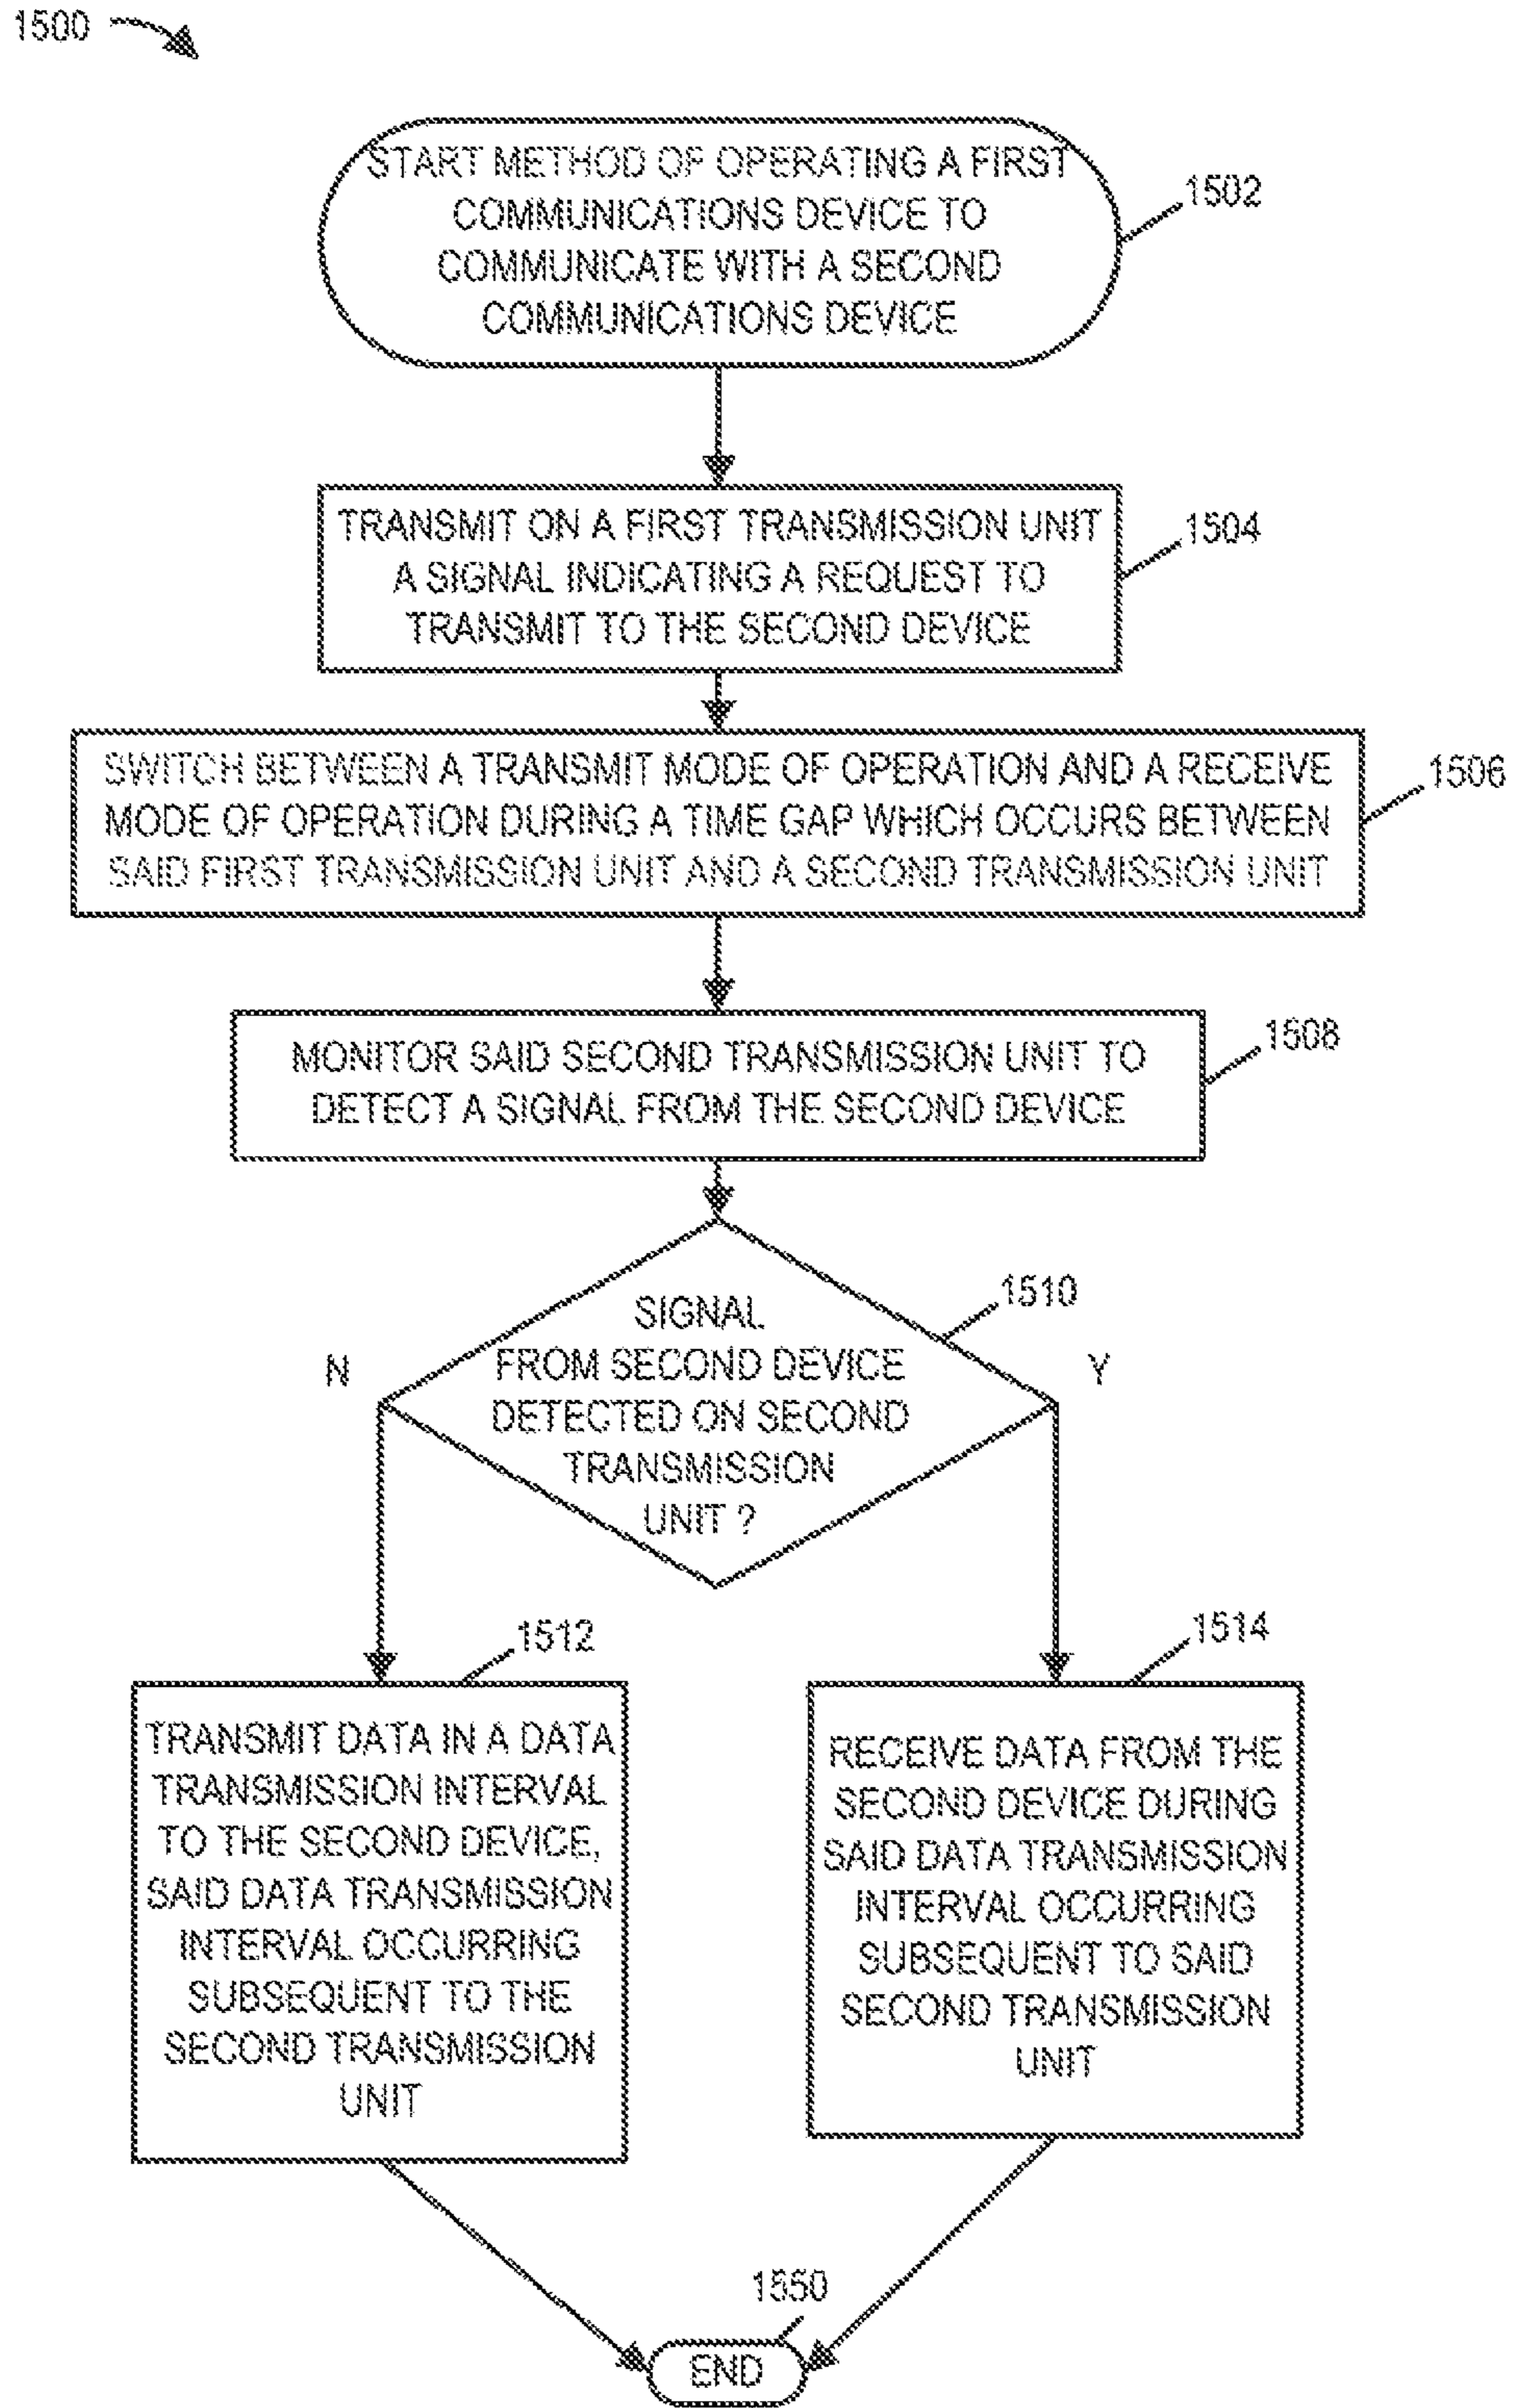 1500
START METHOD OF OPERATING A FIRST
COMMUNICATIONS DEVICE TO
COMMUNICATE WITH A SECOND
COMMUNICATIONS DEVICE
1502
TRANSMIT ON A FIRST TRANSMISSION UNIT
A SIGNAL INDICATING A REQUEST TO
TRANSMIT TO THE SECOND DEVICE
1504
SWITCH BETWEEN A TRANSMIT MODE OF OPERATION AND A RECEIVE
MODE OF OPERATION DURING A TIME GAP WHICH OCCURS BETWEEN
SAID FIRST TRANSMISSION UNIT AND A SECOND TRANSMISSION UNIT
1506
MONITOR SAID SECOND TRANSMISSION UNIT TO
DETECT A SIGNAL FROM THE SECOND DEVICE
1508
SIGNAL
FROM SECOND DEVICE
DETECTED ON SECOND
TRANSMISSION
UNIT ?
1510
N
Y
1512
TRANSMIT DATA IN A DATA
TRANSMISSION INTERVAL
TO THE SECOND DEVICE,
SAID DATA TRANSMISSION
INTERVAL OCCURRING
SUBSEQUENT TO THE
SECOND TRANSMISSION
UNIT
1514
RECEIVE DATA FROM THE
SECOND DEVICE DURING
SAID DATA TRANSMISSION
INTERVAL OCCURRING
SUBSEQUENT TO SAID
SECOND TRANSMISSION
UNIT
1550
END